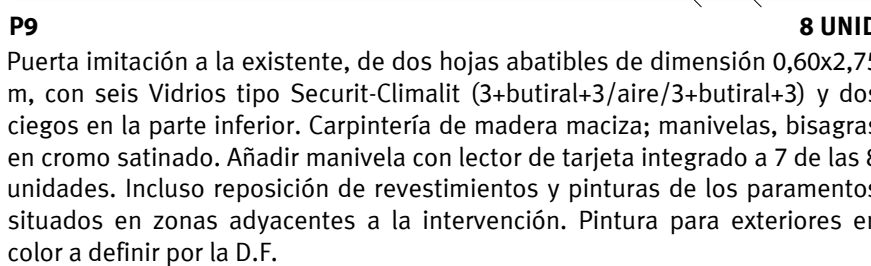 P9 8 UNID
Puerta imitación a la existente, de dos hojas abatibles de dimensión 0,60x2,75
m, con seis Vidrios tipo Securit-Climalit (3+butiral+3/aire/3+butiral+3) y dos
ciegos en la parte inferior. Carpintería de madera maciza; manivelas, bisagras
en cromo satinado. Añadir manivela con lector de tarjeta integrado a 7 de las 8
unidades. Incluso reposición de revestimientos y pinturas de los paramentos
situados en zonas adyacentes a la intervención. Pintura para exteriores en
color a definir por la D.F.